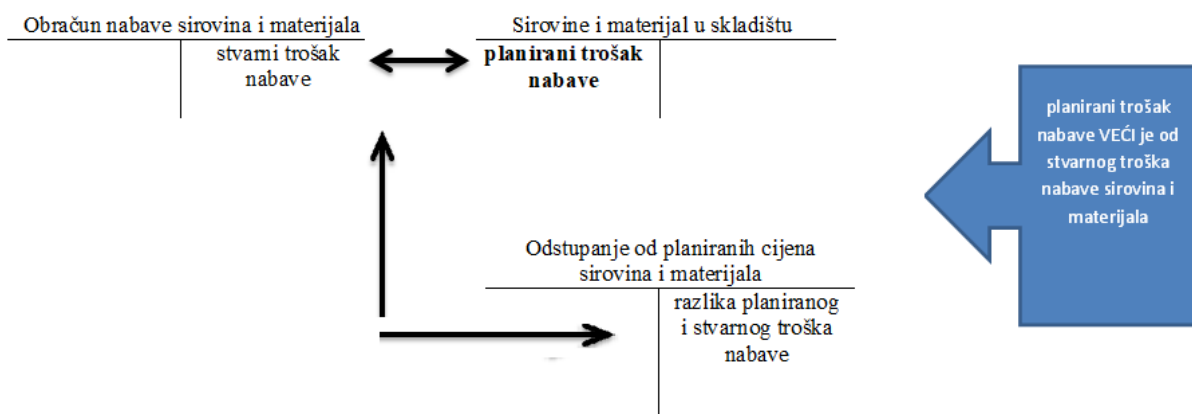 Obračun nabave sirovina i materijala
stvarni trošak
nabave
Sirovine i materijal u skladištu
planirani trošak
nabave
planirani trošak
nabave VEĆI je od
stvarnog troška
nabave sirovina i
materijala
Odstupanje od planiranih cijena
sirovina i materijala
razlika planiranog
i stvarnog troška
nabave